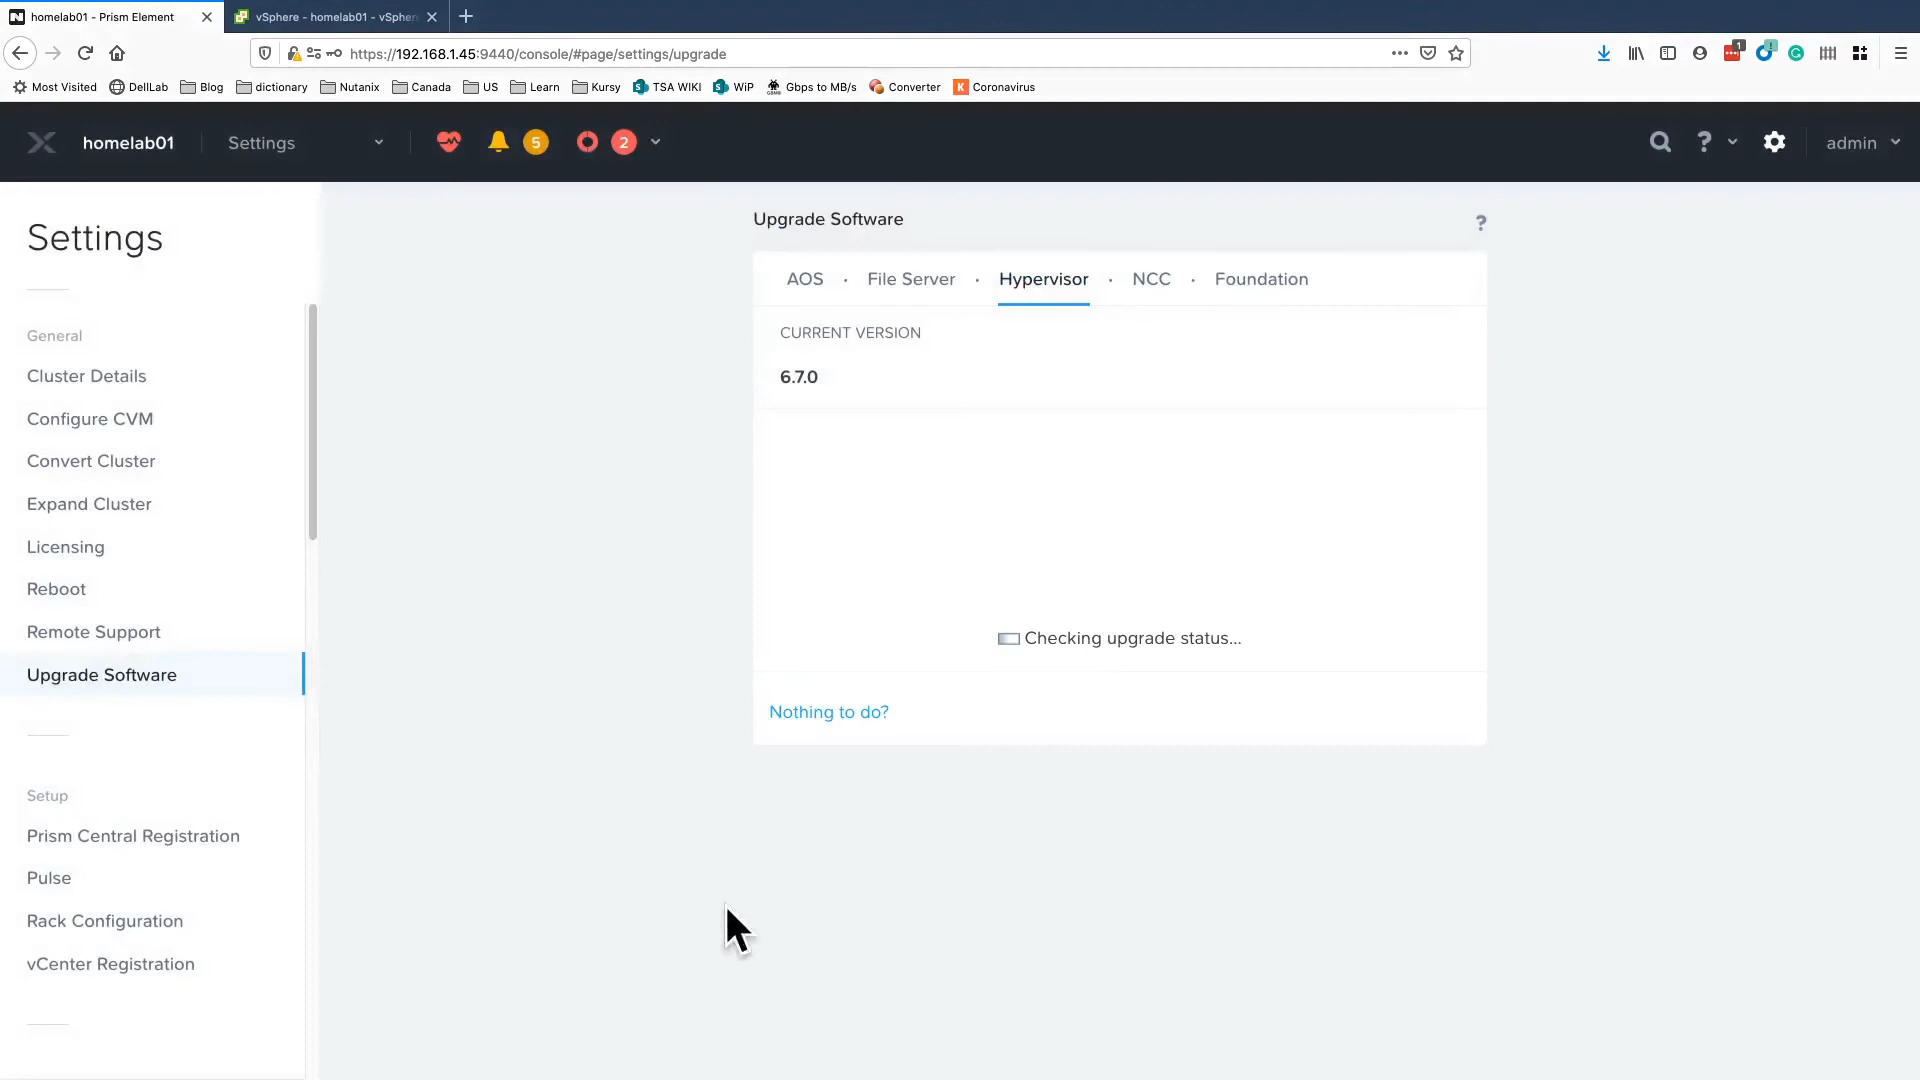 homelab01 - Prism Element
vSphere - homelab01 - vSpher
https://192.168.1.45:9440/console/#page/settings/upgrade
1
Most Visited
DellLab
Blog
dictionary
Nutanix
Canada
US
Learn
Kursy
TSA WIKI
WiP
Gbps to MB/s
Converter
Coronavirus
homelab01
Settings
5
2
?
admin
Settings
General
Cluster Details
Configure CVM
Convert Cluster
Expand Cluster
Licensing
Reboot
Remote Support
Upgrade Software
Setup
Prism Central Registration
Pulse
Rack Configuration
vCenter Registration
Upgrade Software
?
AOS · File Server · Hypervisor · NCC · Foundation
CURRENT VERSION
6.7.0
Checking upgrade status...
Nothing to do?